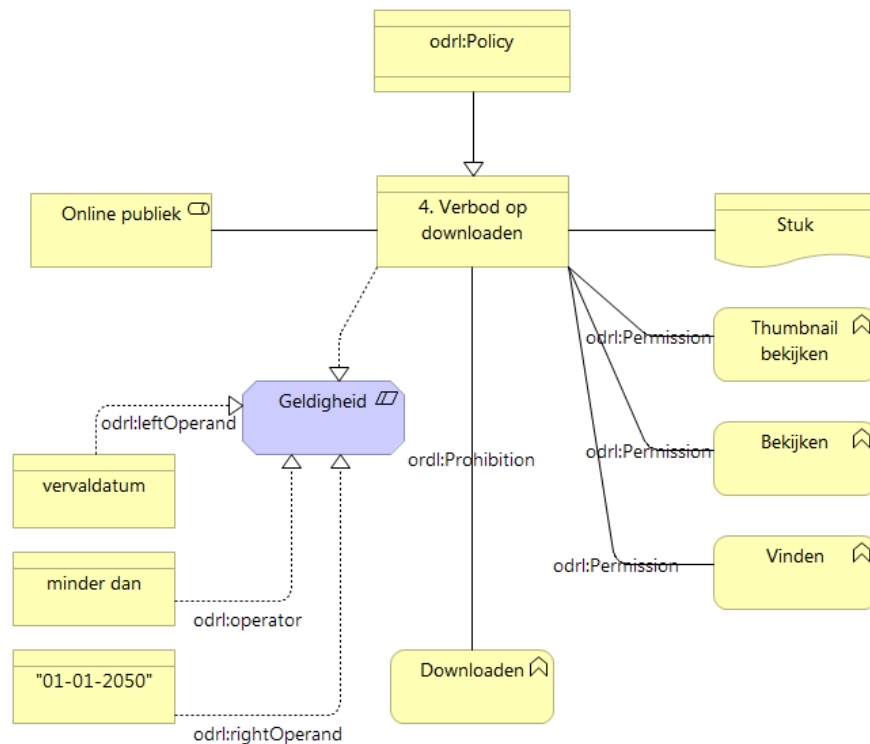 odrl:Policy
Online publiek
4. Verbod op
downloaden
Stuk
odrl:Permission
Thumbnail
bekijken
Geldigheid
odrl:leftOperand
ordl:Prohibition
odrl:Permission
Bekijken
vervaldatum
odrl:Permission
Vinden
minder dan
odrl:operator
Downloaden
"01-01-2050"
odrl:rightOperand